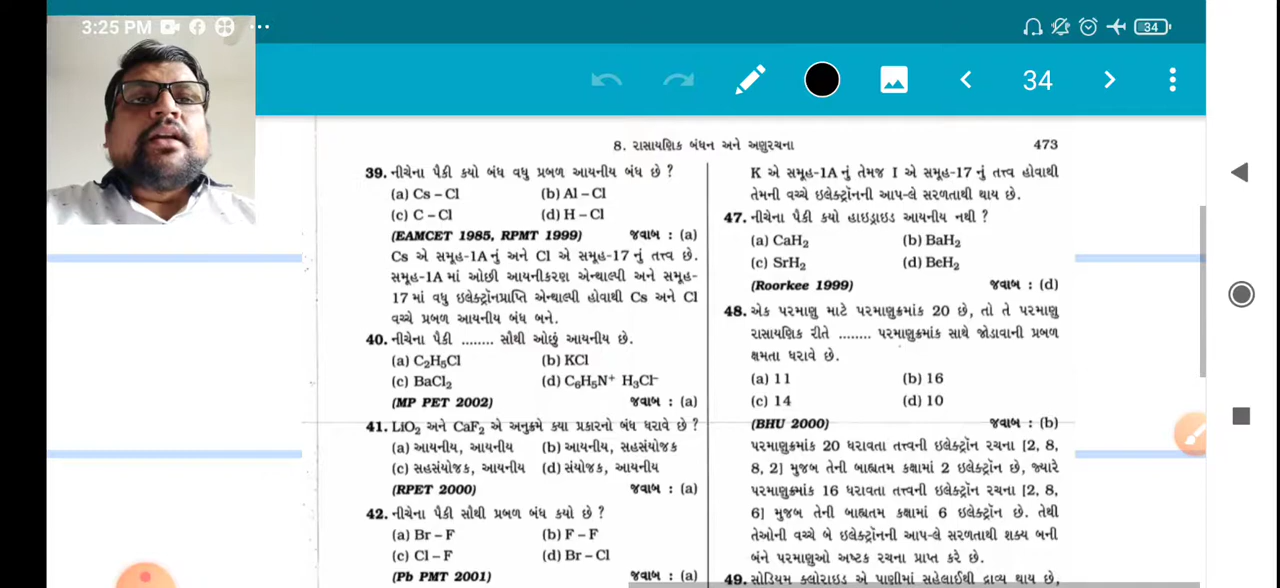 3:25 PM
34
34
8. રાસાયણિક બંધન અને અણુરચના
473
39. નીચેના પૈકી કયો બંધ વધુ પ્રબળ આયનીય બંધ છે ?
(a) Cs – Cl (b) Al – Cl
(c) C – Cl (d) H – Cl
(EAMCET 1985, RPMT 1999) જવાબ : (a)
Cs એ સમૂહ-1A નું અને Cl એ સમૂહ-17 નું તત્ત્વ છે.
સમૂહ-1A માં ઓછી આયનીકરણ એન્થાલ્પી અને સમૂહ-
17 માં વધુ ઇલેક્ટ્રૉનપ્રાપ્તિ એન્થાલ્પી હોવાથી Cs અને Cl
વચ્ચે પ્રબળ આયનીય બંધ બને.
40. નીચેના પૈકી ........ સૌથી ઓછું આયનીય છે.
(a) C₂H₅Cl (b) KCl
(c) BaCl₂ (d) C₆H₅N⁺ H₃Cl⁻
(MP PET 2002) જવાબ : (a)
41. LiO₂ અને CaF₂ એ અનુક્રમે કયા પ્રકારનો બંધ ધરાવે છે ?
(a) આયનીય, આયનીય (b) આયનીય, સહસંયોજક
(c) સહસંયોજક, આયનીય (d) સંયોજક, આયનીય
(RPET 2000) જવાબ : (a)
42. નીચેના પૈકી સૌથી પ્રબળ બંધ કયો છે ?
(a) Br – F (b) F – F
(c) Cl – F (d) Br – Cl
(Pb PMT 2001) જવાબ : (a)
K એ સમૂહ-1A નું તેમજ I એ સમૂહ-17 નું તત્ત્વ હોવાથી
તેમની વચ્ચે ઇલેક્ટ્રૉનની આપ-લે સરળતાથી થાય છે.
47. નીચેના પૈકી કયો હાઇડ્રાઇડ આયનીય નથી ?
(a) CaH₂ (b) BaH₂
(c) SrH₂ (d) BeH₂
(Roorkee 1999) જવાબ : (d)
48. એક પરમાણુ માટે પરમાણુક્રમાંક 20 છે, તો તે પરમાણુ
રાસાયણિક રીતે ........ પરમાણુક્રમાંક સાથે જોડાવાની પ્રબળ
ક્ષમતા ધરાવે છે.
(a) 11 (b) 16
(c) 14 (d) 10
(BHU 2000) જવાબ : (b)
પરમાણુક્રમાંક 20 ધરાવતા તત્ત્વની ઇલેક્ટ્રૉન રચના [2, 8,
8, 2] મુજબ તેની બાહ્યતમ કક્ષામાં 2 ઇલેક્ટ્રૉન છે, જ્યારે
પરમાણુક્રમાંક 16 ધરાવતા તત્ત્વની ઇલેક્ટ્રૉન રચના [2, 8,
6] મુજબ તેની બાહ્યતમ કક્ષામાં 6 ઇલેક્ટ્રૉન છે. તેથી
તેઓની વચ્ચે બે ઇલેક્ટ્રૉનની આપ-લે સરળતાથી શક્ય બની
બંને પરમાણુઓ અષ્ટક રચના પ્રાપ્ત કરે છે.
49. સોડિયમ ક્લોરાઇડ એ પાણીમાં સહેલાઈથી દ્રાવ્ય થાય છે,